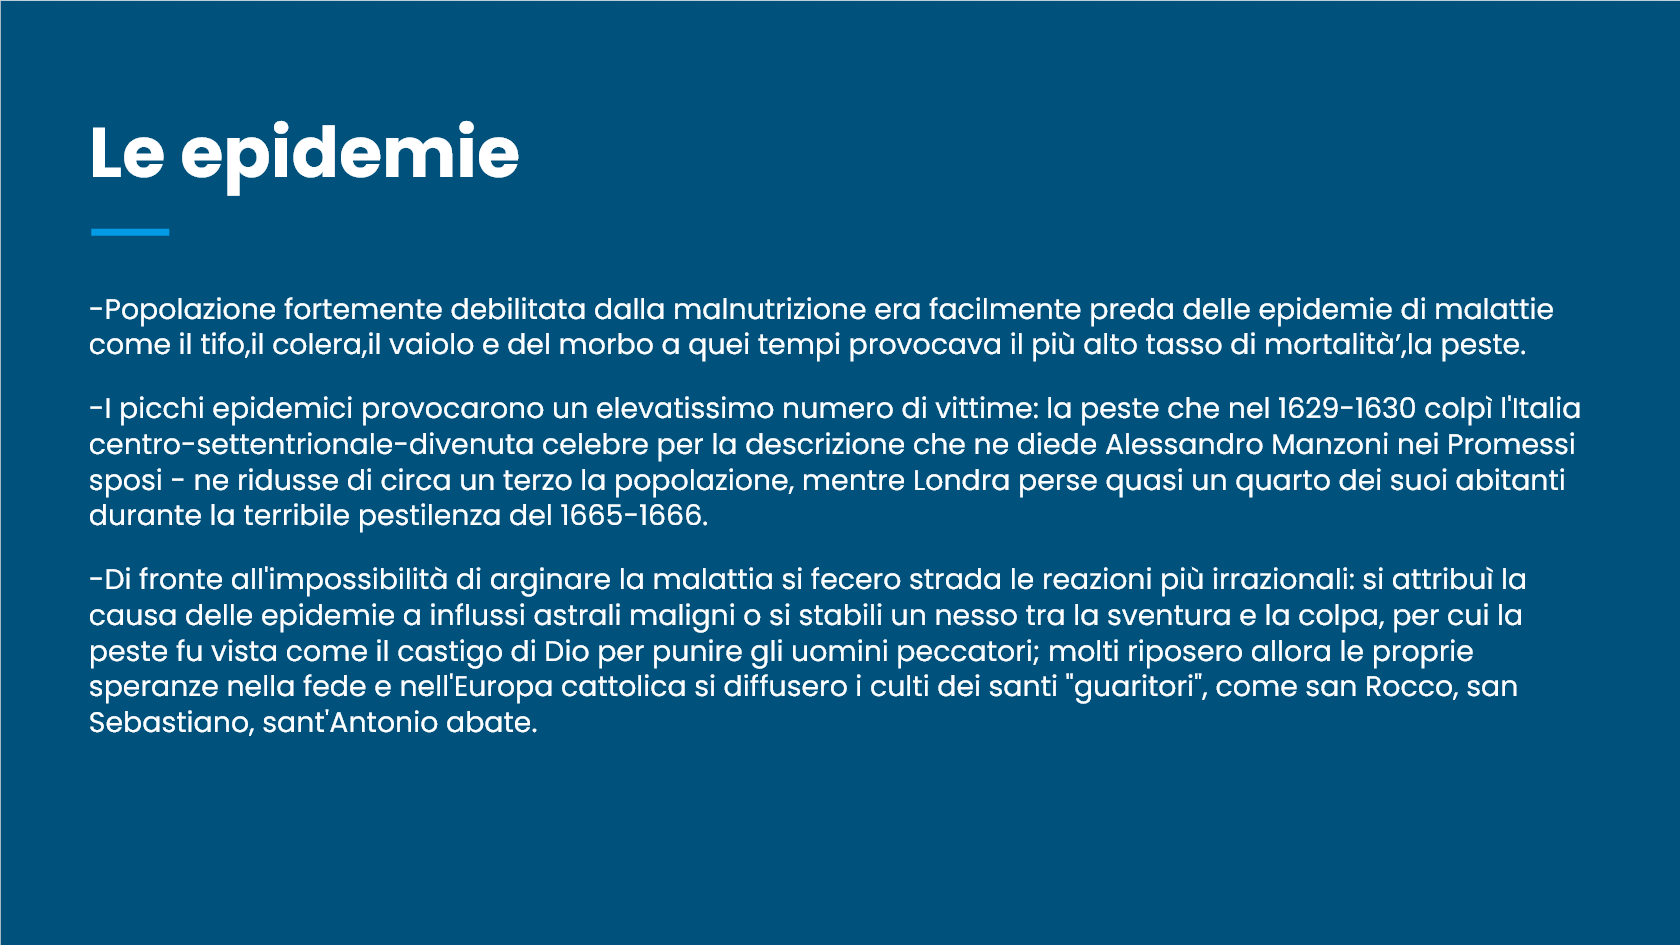 Le epidemie
-Popolazione fortemente debilitata dalla malnutrizione era facilmente preda delle epidemie di malattie
come il tifo,il colera,il vaiolo e del morbo a quei tempi provocava il più alto tasso di mortalità’,la peste.
-I picchi epidemici provocarono un elevatissimo numero di vittime: la peste che nel 1629-1630 colpì l'Italia
centro-settentrionale-divenuta celebre per la descrizione che ne diede Alessandro Manzoni nei Promessi
sposi - ne ridusse di circa un terzo la popolazione, mentre Londra perse quasi un quarto dei suoi abitanti
durante la terribile pestilenza del 1665-1666.
-Di fronte all'impossibilità di arginare la malattia si fecero strada le reazioni più irrazionali: si attribuì la
causa delle epidemie a influssi astrali maligni o si stabili un nesso tra la sventura e la colpa, per cui la
peste fu vista come il castigo di Dio per punire gli uomini peccatori; molti riposero allora le proprie
speranze nella fede e nell'Europa cattolica si diffusero i culti dei santi "guaritori", come san Rocco, san
Sebastiano, sant'Antonio abate.